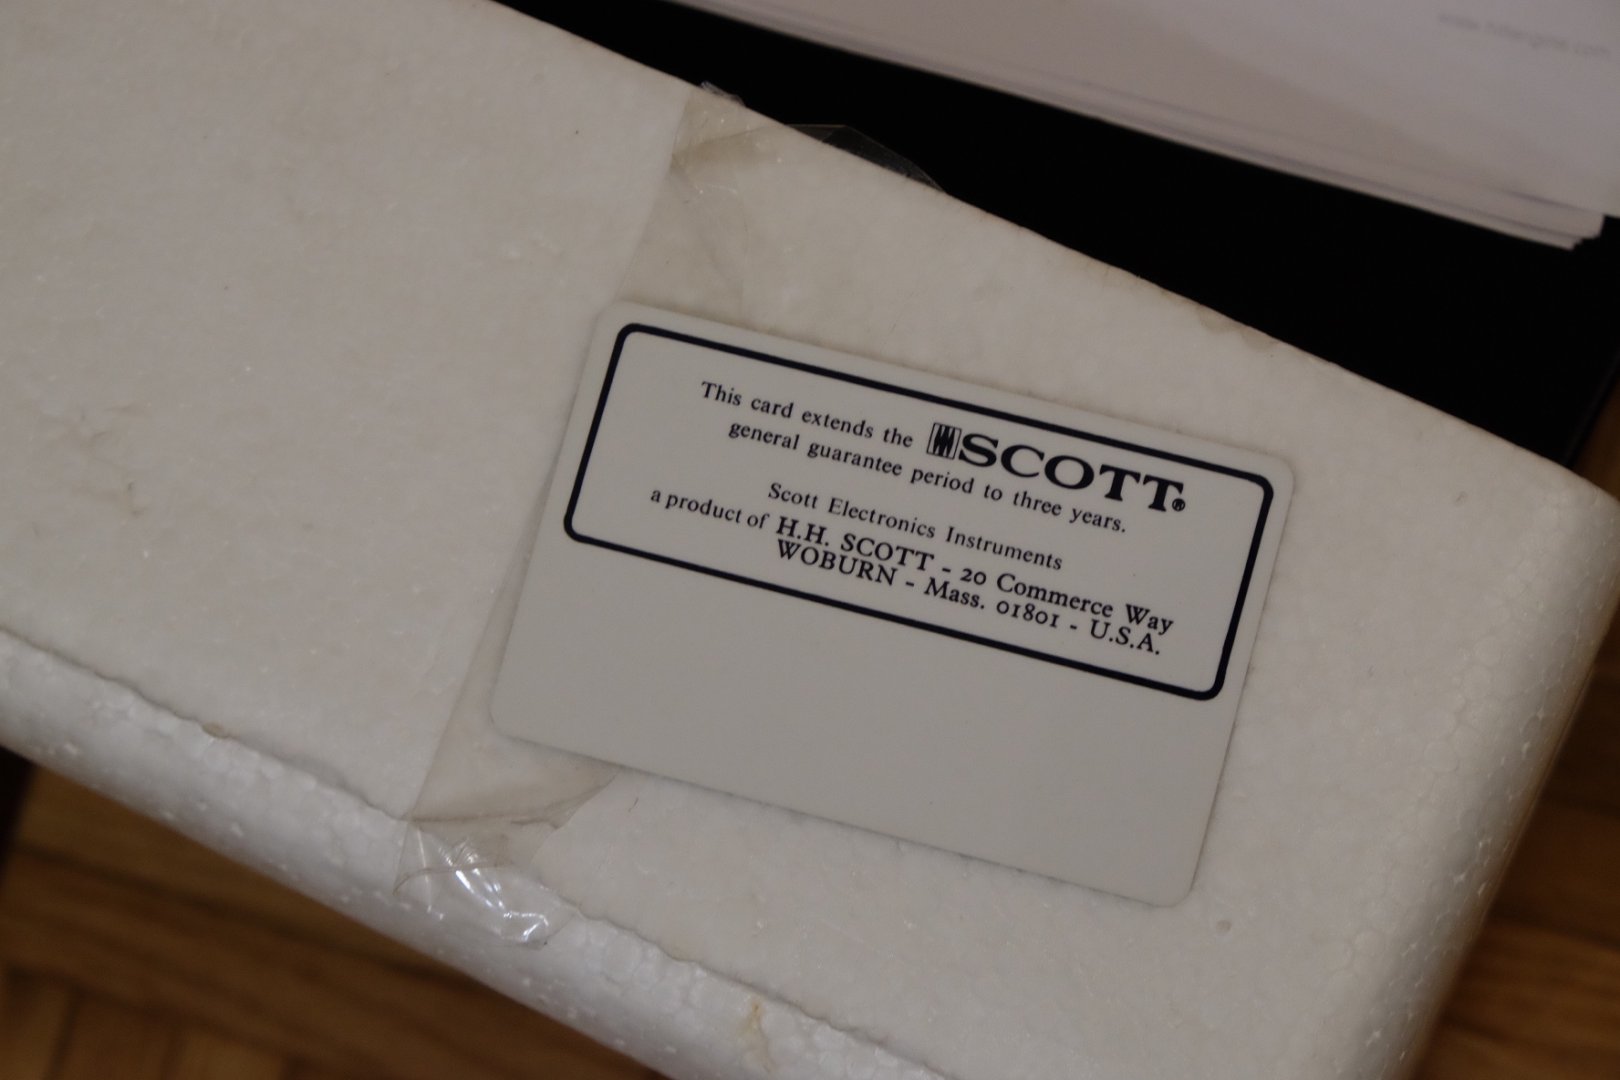 This card extends the SCOTT®
general guarantee period to three years.
Scott Electronics Instruments
a product of H.H. SCOTT - 20 Commerce Way
WOBURN - Mass. 01801 - U.S.A.